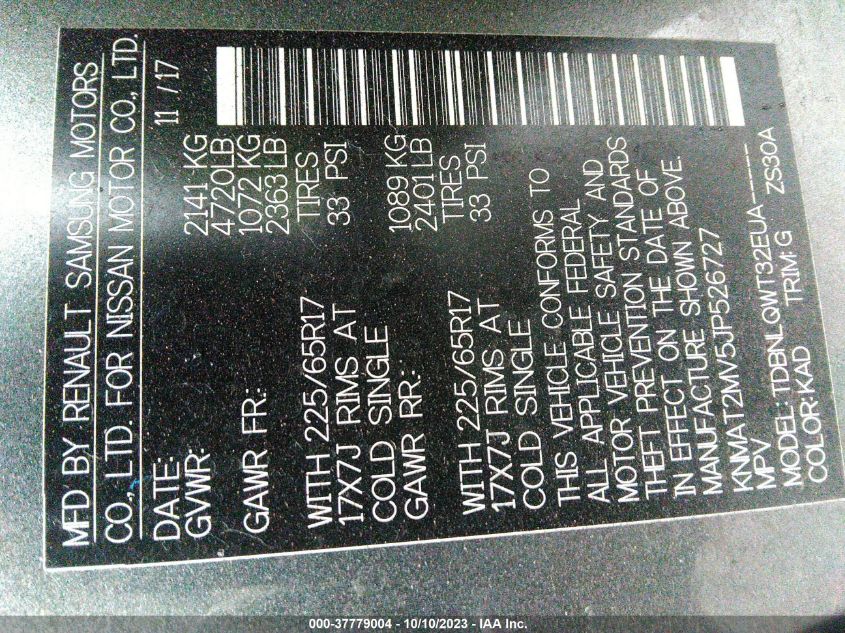 MFD BY RENAULT SAMSUNG MOTORS
CO., LTD. FOR NISSAN MOTOR CO., LTD.
DATE: 11 / 17
GVWR: 2141 KG
4720LB
GAWR FR.: 1072 KG
2363 LB
WITH 225/65R17 TIRES
17X7J RIMS AT 33 PSI
COLD SINGLE
GAWR RR.: 1089 KG
2401 LB
WITH 225/65R17 TIRES
17X7J RIMS AT 33 PSI
COLD SINGLE
THIS VEHICLE CONFORMS TO
ALL APPLICABLE FEDERAL
MOTOR VEHICLE SAFETY AND
THEFT PREVENTION STANDARDS
IN EFFECT ON THE DATE OF
MANUFACTURE SHOWN ABOVE.
KNMAT2MV5JP526727
MPV
MODEL: TDBNLQWT32EUA-----
COLOR:KAD TRIM:G ZS30A
000-37779004 - 10/10/2023 - IAA Inc.